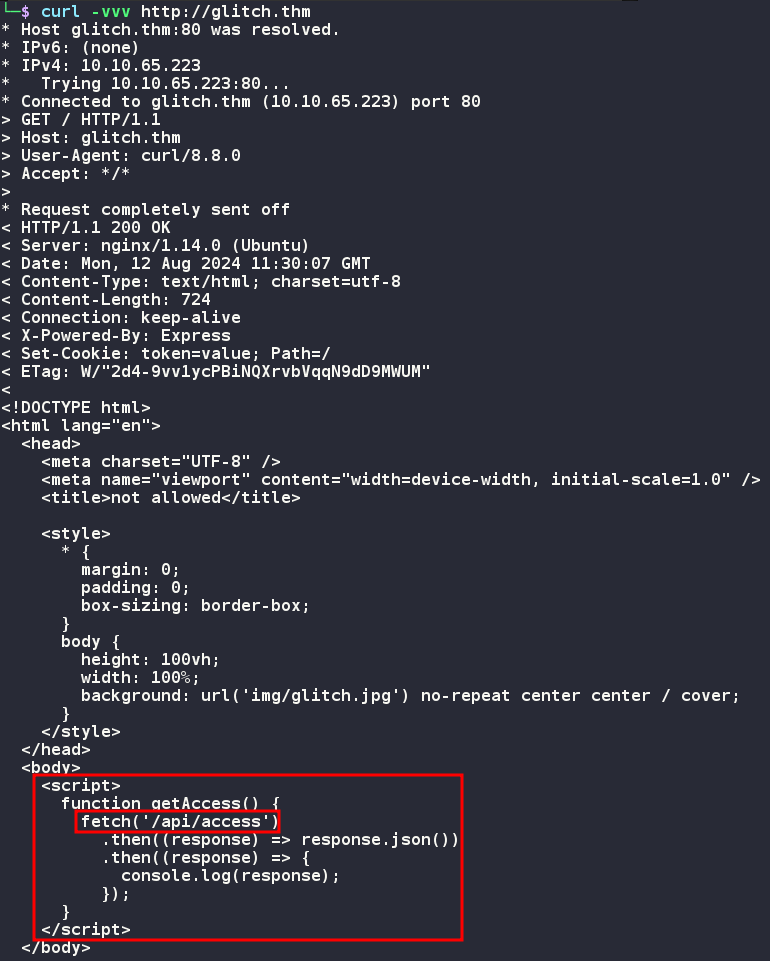 └─$ curl -vvv http://glitch.thm
* Host glitch.thm:80 was resolved.
* IPv6: (none)
* IPv4: 10.10.65.223
*   Trying 10.10.65.223:80...
* Connected to glitch.thm (10.10.65.223) port 80
> GET / HTTP/1.1
> Host: glitch.thm
> User-Agent: curl/8.8.0
> Accept: */*
>
* Request completely sent off
< HTTP/1.1 200 OK
< Server: nginx/1.14.0 (Ubuntu)
< Date: Mon, 12 Aug 2024 11:30:07 GMT
< Content-Type: text/html; charset=utf-8
< Content-Length: 724
< Connection: keep-alive
< X-Powered-By: Express
< Set-Cookie: token=value; Path=/
< ETag: W/"2d4-9vv1ycPBiNQXrvbVqqN9dD9MWUM"
<
<!DOCTYPE html>
<html lang="en">
  <head>
    <meta charset="UTF-8" />
    <meta name="viewport" content="width=device-width, initial-scale=1.0" />
    <title>not allowed</title>

    <style>
      * {
        margin: 0;
        padding: 0;
        box-sizing: border-box;
      }
      body {
        height: 100vh;
        width: 100%;
        background: url('img/glitch.jpg') no-repeat center center / cover;
      }
    </style>
  </head>
  <body>
    <script>
      function getAccess() {
        fetch('/api/access')
          .then((response) => response.json())
          .then((response) => {
            console.log(response);
          });
      }
    </script>
  </body>